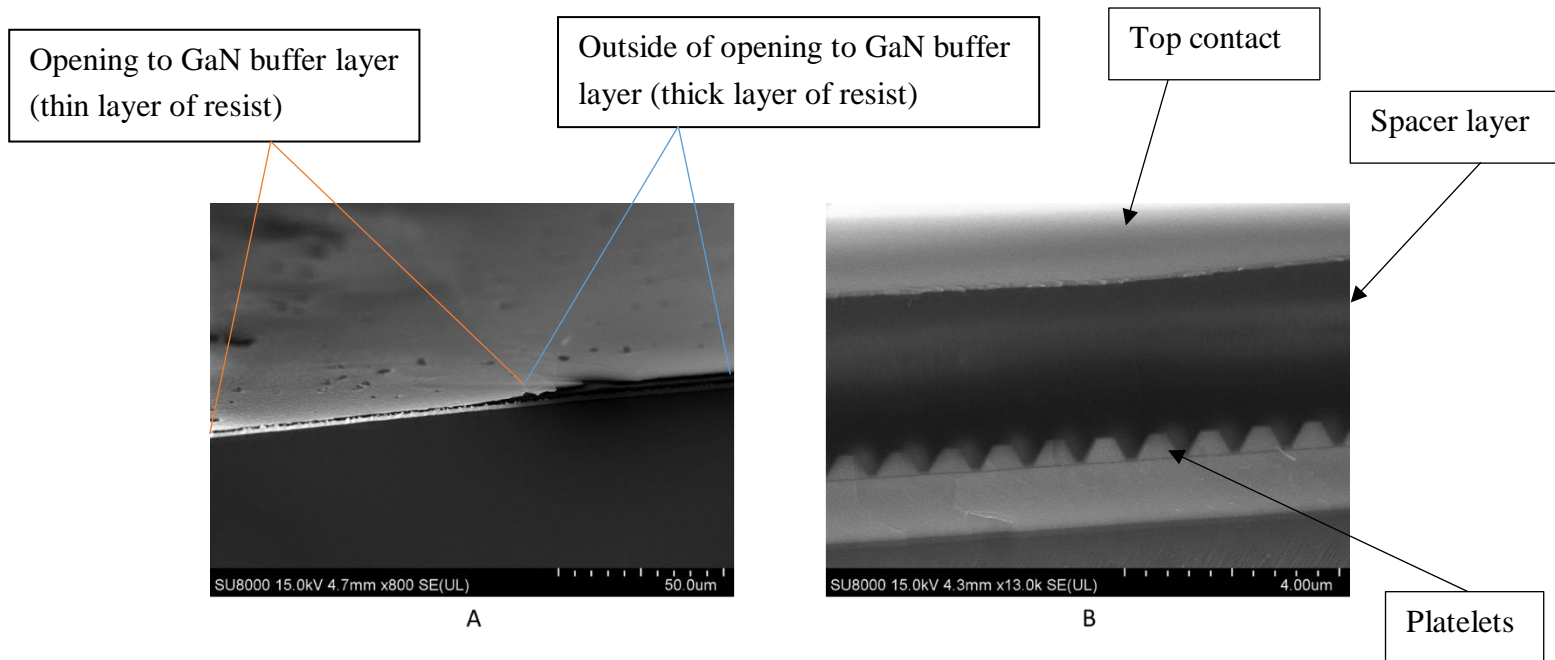 Opening to GaN buffer layer
(thin layer of resist)
Outside of opening to GaN buffer
layer (thick layer of resist)
Top contact
Spacer layer
SU8000 15.0kV 4.7mm x800 SE(UL)
50.0um
A
SU8000 15.0kV 4.3mm x13.0k SE(UL)
4.00um
B
Platelets